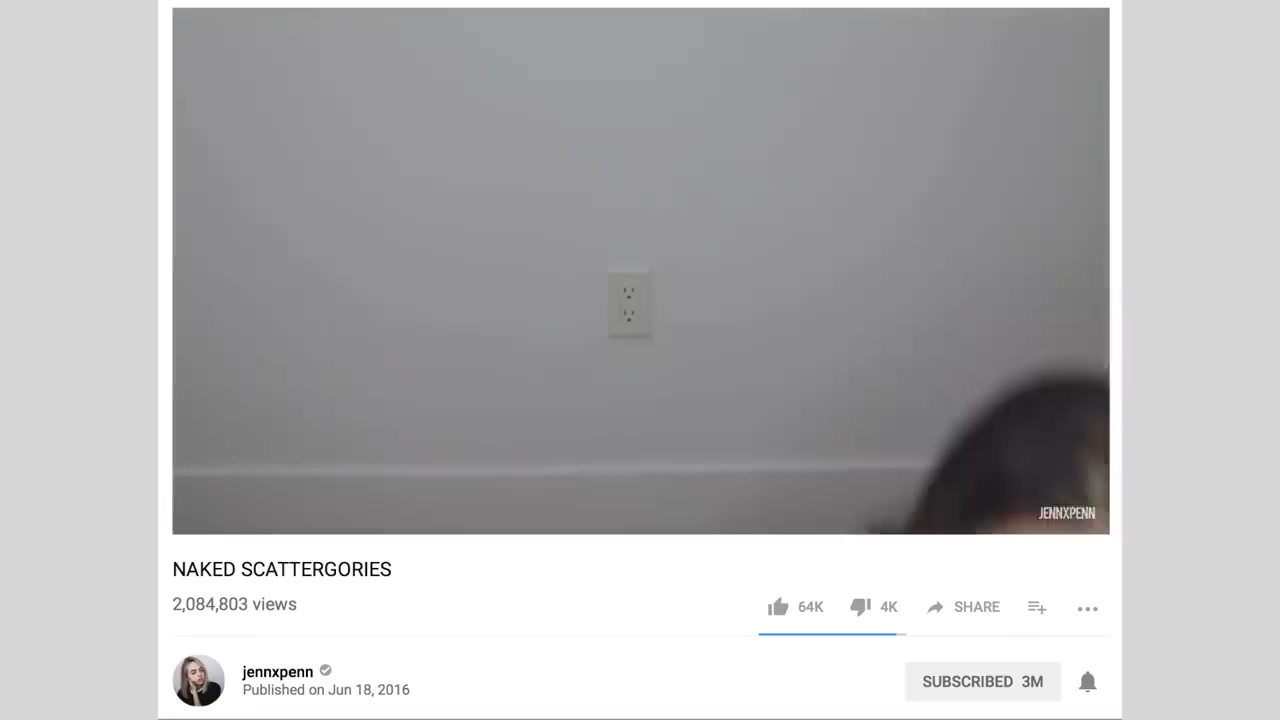 JENNXPENN
NAKED SCATTERGORIES
2,084,803 views
64K
4K
SHARE
jennxpenn
Published on Jun 18, 2016
SUBSCRIBED 3M